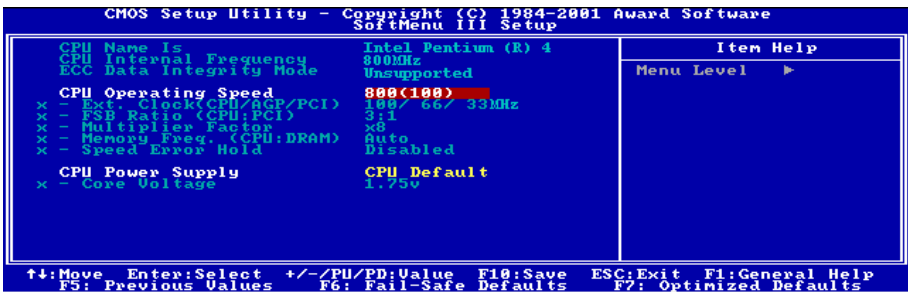 CMOS Setup Utility - Copyright (C) 1984-2001 Award Software
SoftMenu III Setup
CPU Name Is Intel Pentium (R) 4
CPU Internal Frequency 800MHz
ECC Data Integrity Mode Unsupported
CPU Operating Speed 800(100)
x - Ext. Clock(CPU/AGP/PCI) 100/ 66/ 33MHz
x - FSB Ratio (CPU:PCI) 3:1
x - Multiplier Factor x8
x - Memory Freq. (CPU:DRAM) Auto
x - Speed Error Hold Disabled
CPU Power Supply CPU Default
x - Core Voltage 1.75v
Item Help
Menu Level ►
↑↓:Move Enter:Select +/-/PU/PD:Value F10:Save ESC:Exit F1:General Help
F5: Previous Values F6: Fail-Safe Defaults F7: Optimized Defaults